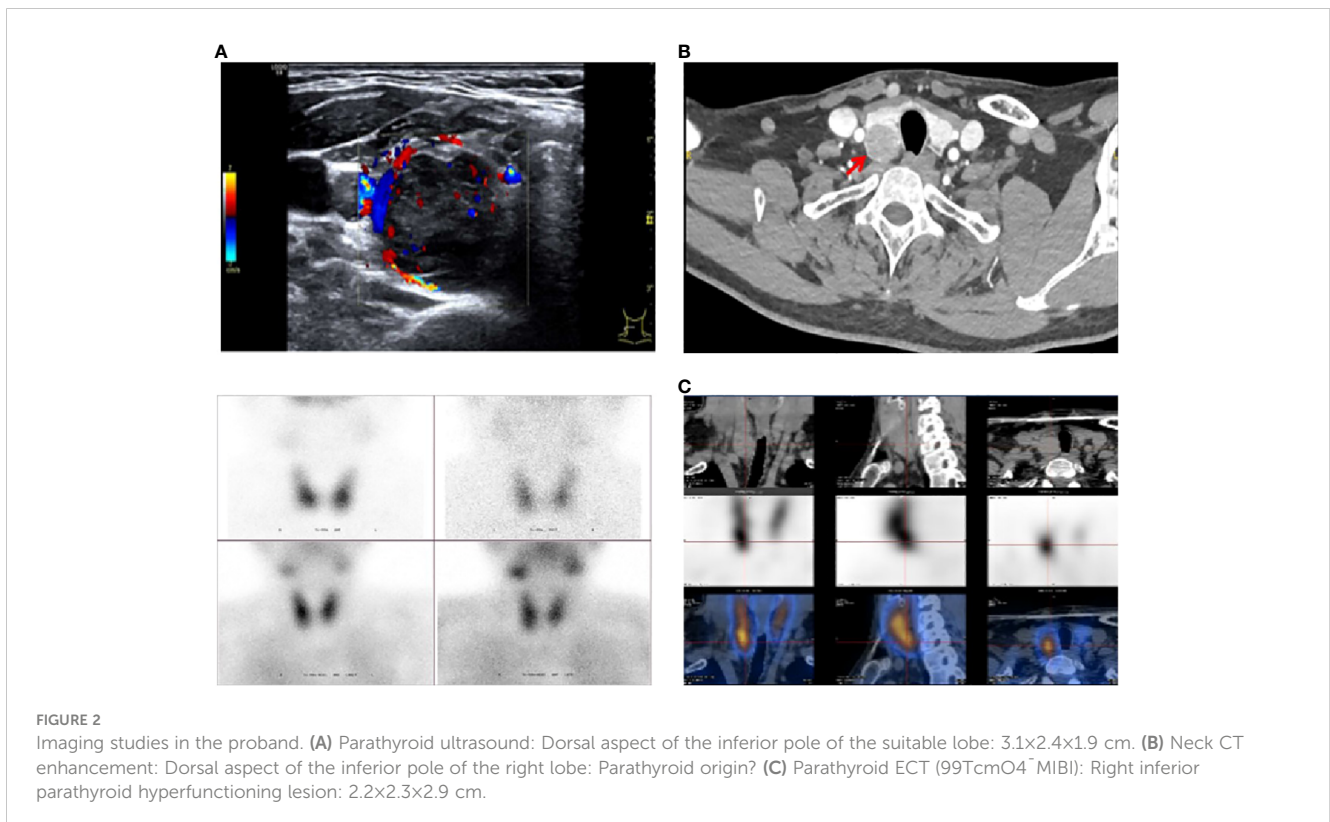 A
B
C
FIGURE 2
Imaging studies in the proband. (A) Parathyroid ultrasound: Dorsal aspect of the inferior pole of the suitable lobe: 3.1×2.4×1.9 cm. (B) Neck CT
enhancement: Dorsal aspect of the inferior pole of the right lobe: Parathyroid origin? (C) Parathyroid ECT (99TcmO4⁻MIBI): Right inferior
parathyroid hyperfunctioning lesion: 2.2×2.3×2.9 cm.